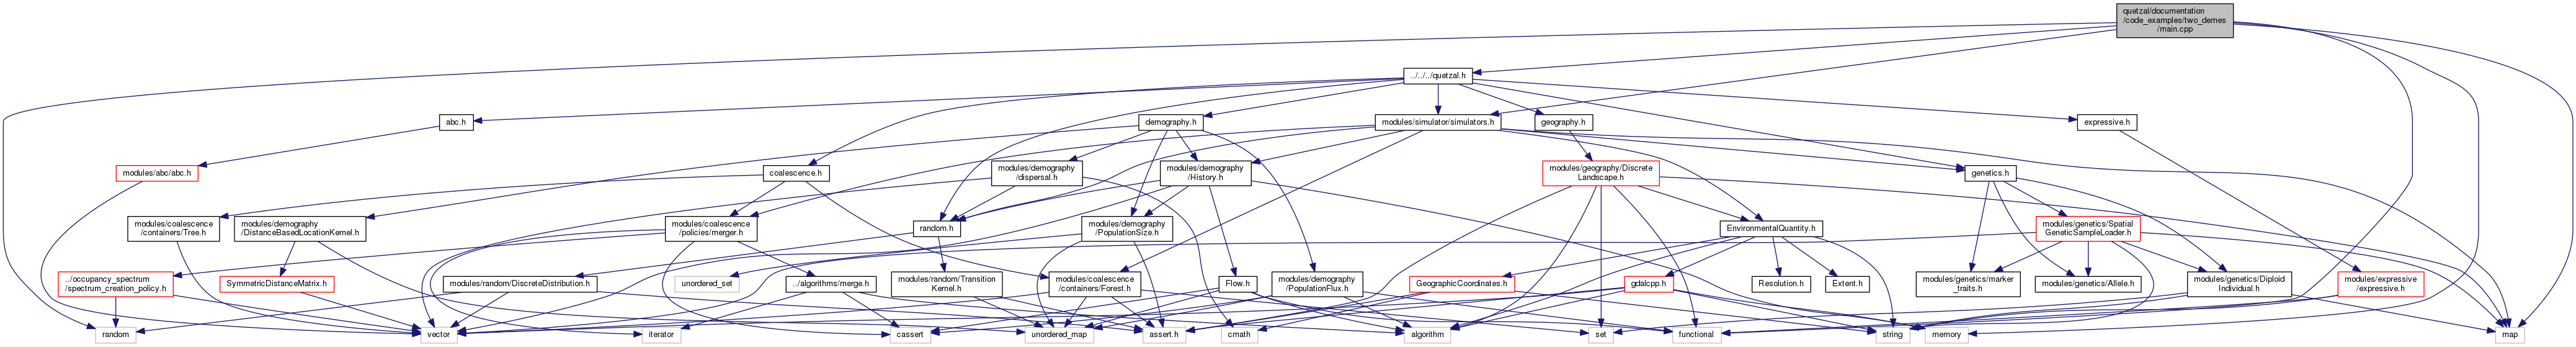 quetzal/documentation
/code_examples/two_demes
/main.cpp
../../../quetzal.h
abc.h
demography.h
modules/simulator/simulators.h
geography.h
expressive.h
modules/abc/abc.h
coalescence.h
modules/demography
/dispersal.h
modules/demography
/History.h
modules/geography/Discrete
Landscape.h
genetics.h
modules/coalescence
/containers/Tree.h
modules/demography
/DistanceBasedLocationKernel.h
modules/coalescence
/policies/merger.h
random.h
modules/demography
/PopulationSize.h
EnvironmentalQuantity.h
modules/genetics/Spatial
GeneticSampleLoader.h
../occupancy_spectrum
/spectrum_creation_policy.h
SymmetricDistanceMatrix.h
modules/random/DiscreteDistribution.h
unordered_set
../algorithms/merge.h
modules/random/Transition
Kernel.h
modules/coalescence
/containers/Forest.h
Flow.h
modules/demography
/PopulationFlux.h
GeographicCoordinates.h
gdalcpp.h
Resolution.h
Extent.h
modules/genetics/marker
_traits.h
modules/genetics/Allele.h
modules/genetics/Diploid
Individual.h
modules/expressive
/expressive.h
random
vector
iterator
cassert
unordered_map
assert.h
cmath
algorithm
set
functional
string
memory
map